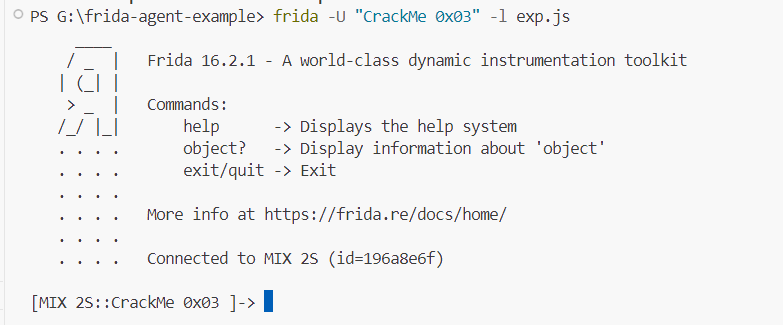 PS G:\frida-agent-example> frida -U "CrackMe 0x03" -l exp.js
     ____
    / _  |   Frida 16.2.1 - A world-class dynamic instrumentation toolkit
   | (_| |
    > _  |   Commands:
   /_/ |_|       help      -> Displays the help system
   . . . .       object?   -> Display information about 'object'
   . . . .       exit/quit -> Exit
   . . . .
   . . . .   More info at https://frida.re/docs/home/
   . . . .
   . . . .   Connected to MIX 2S (id=196a8e6f)
[MIX 2S::CrackMe 0x03 ]->